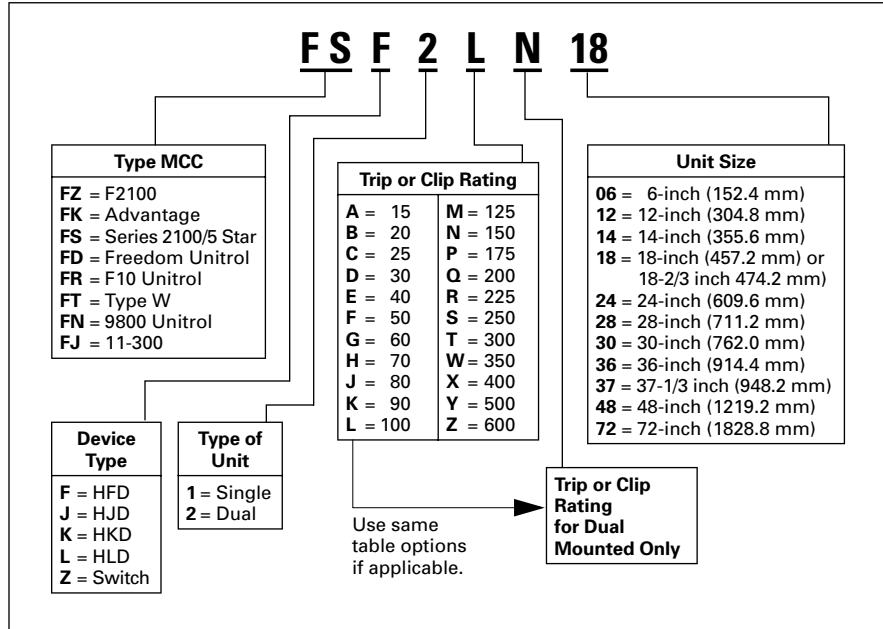 FS F 2 L N 18
Type MCC
FZ = F2100
FK = Advantage
FS = Series 2100/5 Star
FD = Freedom Unitrol
FR = F10 Unitrol
FT = Type W
FN = 9800 Unitrol
FJ = 11-300
Device
Type
F = HFD
J = HJD
K = HKD
L = HLD
Z = Switch
Type of
Unit
1 = Single
2 = Dual
Trip or Clip Rating
A = 15
B = 20
C = 25
D = 30
E = 40
F = 50
G = 60
H = 70
J = 80
K = 90
L = 100
M = 125
N = 150
P = 175
Q = 200
R = 225
S = 250
T = 300
W = 350
X = 400
Y = 500
Z = 600
Use same
table options
if applicable.
Trip or Clip
Rating
for Dual
Mounted Only
Unit Size
06 = 6-inch (152.4 mm)
12 = 12-inch (304.8 mm)
14 = 14-inch (355.6 mm)
18 = 18-inch (457.2 mm) or
18-2/3 inch 474.2 mm)
24 = 24-inch (609.6 mm)
28 = 28-inch (711.2 mm)
30 = 30-inch (762.0 mm)
36 = 36-inch (914.4 mm)
37 = 37-1/3 inch (948.2 mm)
48 = 48-inch (1219.2 mm)
72 = 72-inch (1828.8 mm)